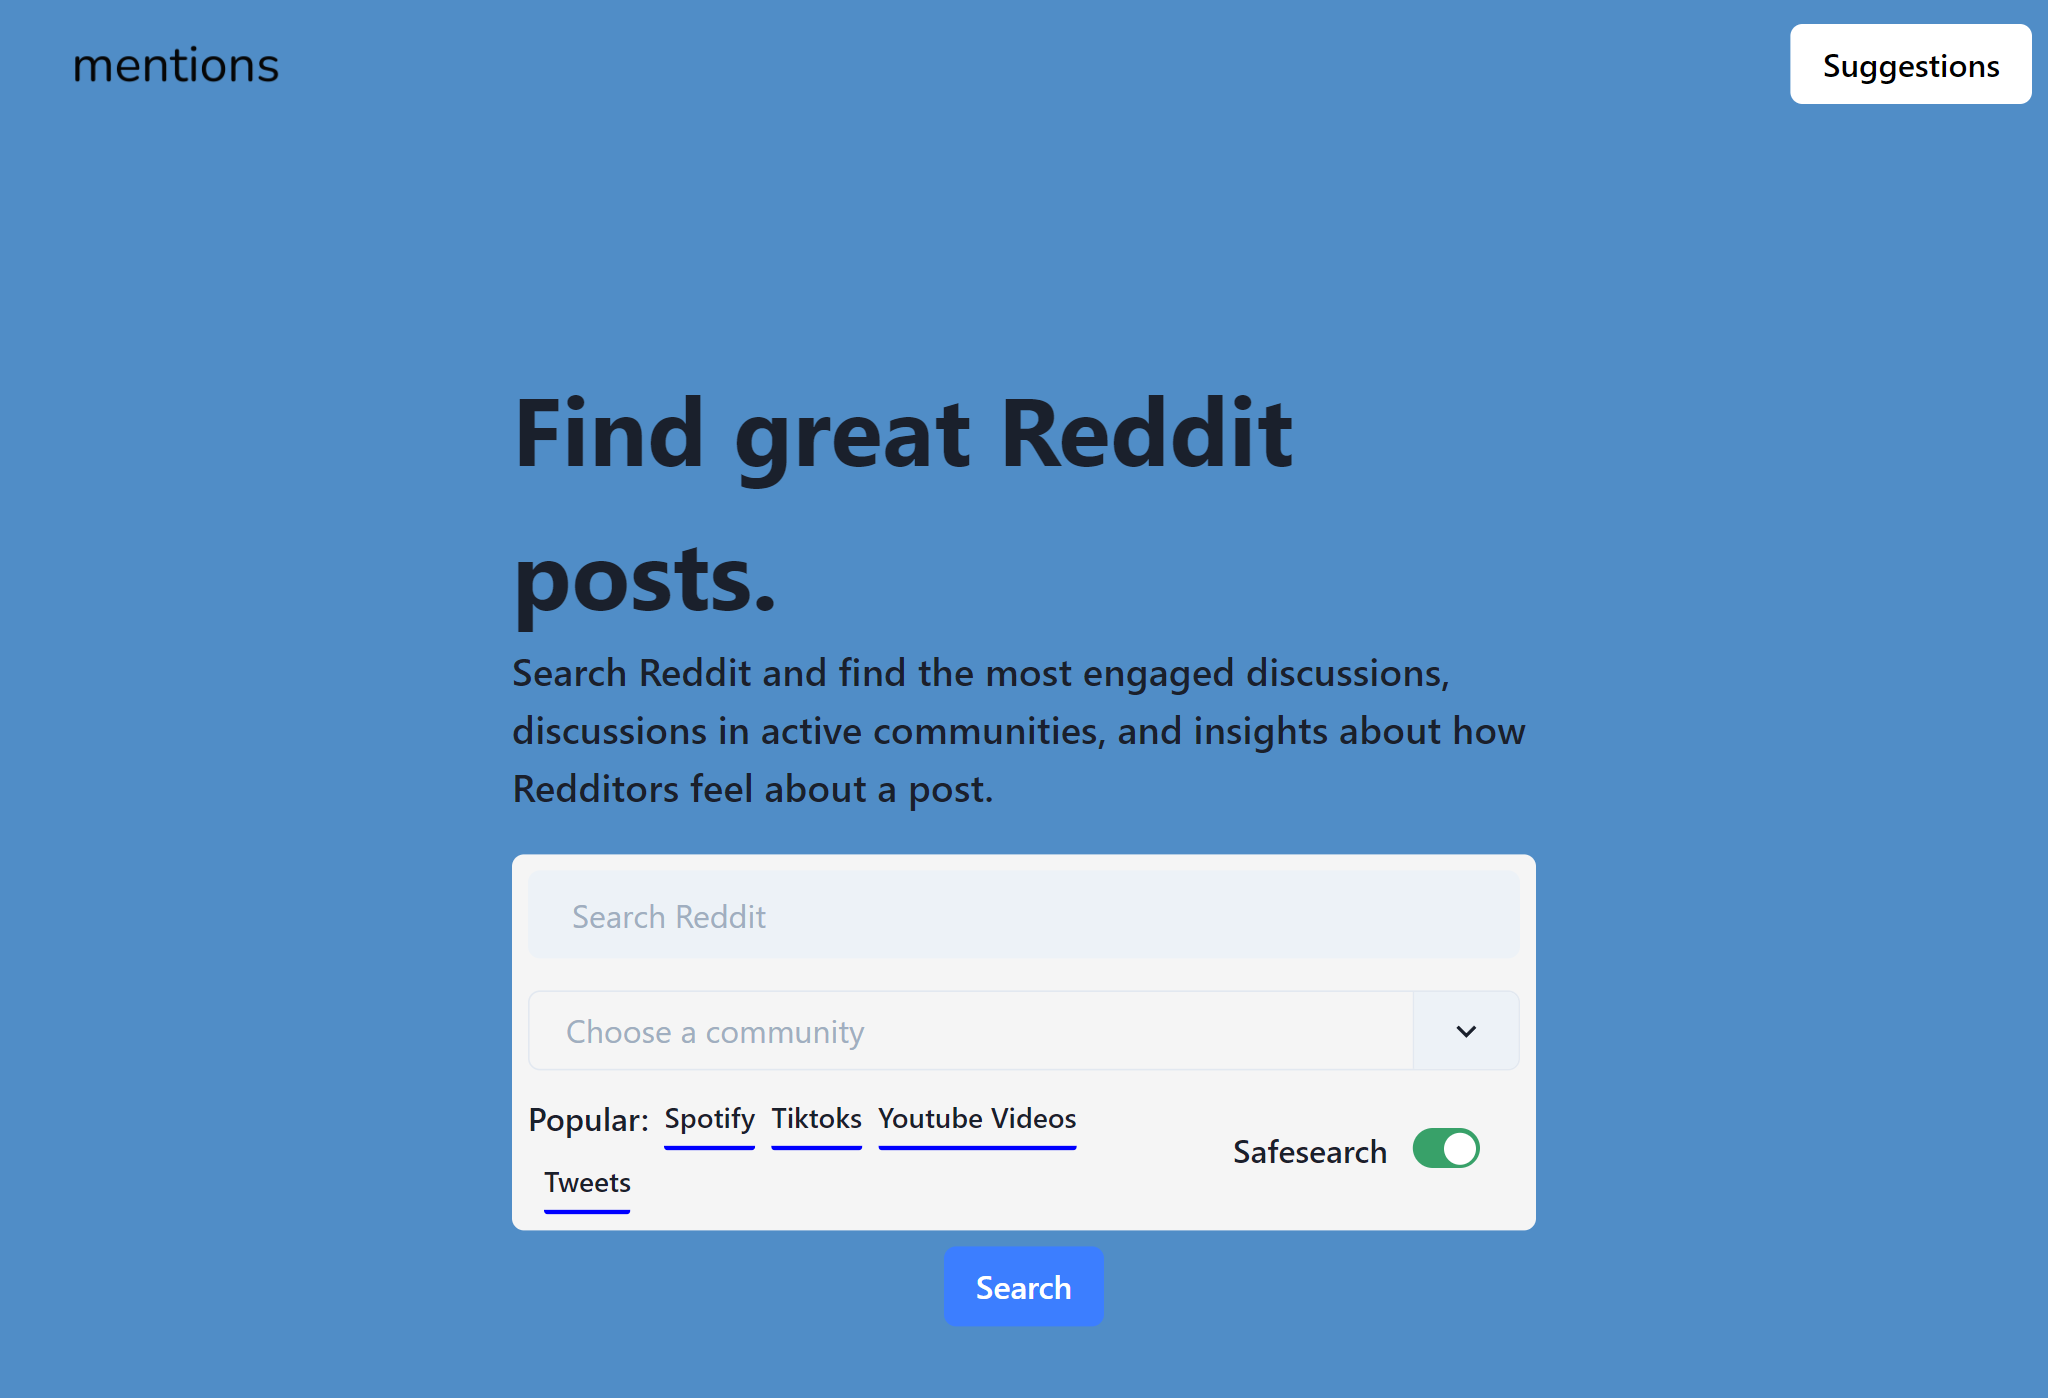 mentions
Suggestions
Find great Reddit
posts.
Search Reddit and find the most engaged discussions,
discussions in active communities, and insights about how
Redditors feel about a post.
Search Reddit
Choose a community
Popular: Spotify Tiktoks Youtube Videos
Tweets
Safesearch
Search